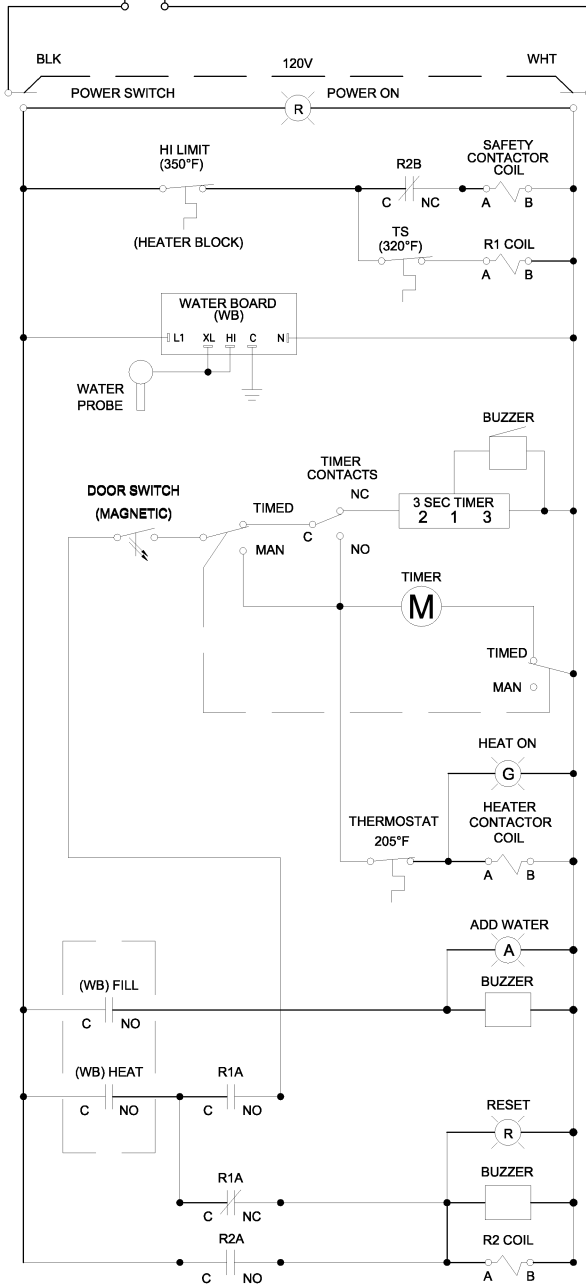 BLK
120V
WHT
POWER SWITCH
R
POWER ON
HI LIMIT
(350°F)
R2B
SAFETY
CONTACTOR
COIL
C
NC
A
B
(HEATER BLOCK)
TS
(320°F)
R1 COIL
A
B
WATER BOARD
(WB)
L1
XL
HI
C
N
WATER
PROBE
BUZZER
TIMER
CONTACTS
DOOR SWITCH
(MAGNETIC)
TIMED
NC
3 SEC TIMER
2 1 3
C
MAN
NO
TIMER
M
TIMED
MAN
HEAT ON
G
THERMOSTAT
205°F
HEATER
CONTACTOR
COIL
A
B
ADD WATER
A
(WB) FILL
BUZZER
C
NO
(WB) HEAT
R1A
C
NO
C
NO
RESET
R
R1A
BUZZER
C
NC
R2A
R2 COIL
C
NO
A
B